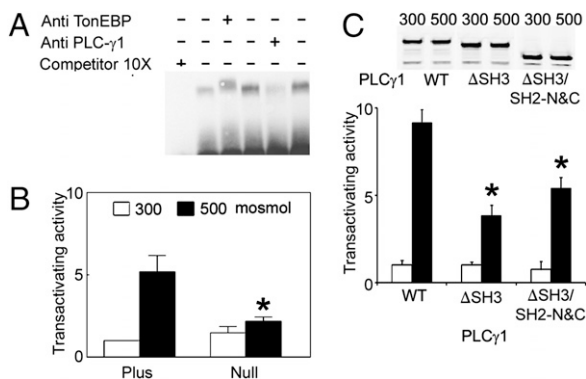 A
Anti TonEBP - - + - - -
Anti PLC-γ1 - - - - + -
Competitor 10X + - - - - -
B
Transactivating activity
10
5
0
300 500 mosmol
*
Plus Null
C
300 500 300 500 300 500
PLCγ1 WT ΔSH3 ΔSH3/
SH2-N&C
Transactivating activity
10
5
0
* *
WT ΔSH3 ΔSH3/
SH2-N&C
PLCγ1